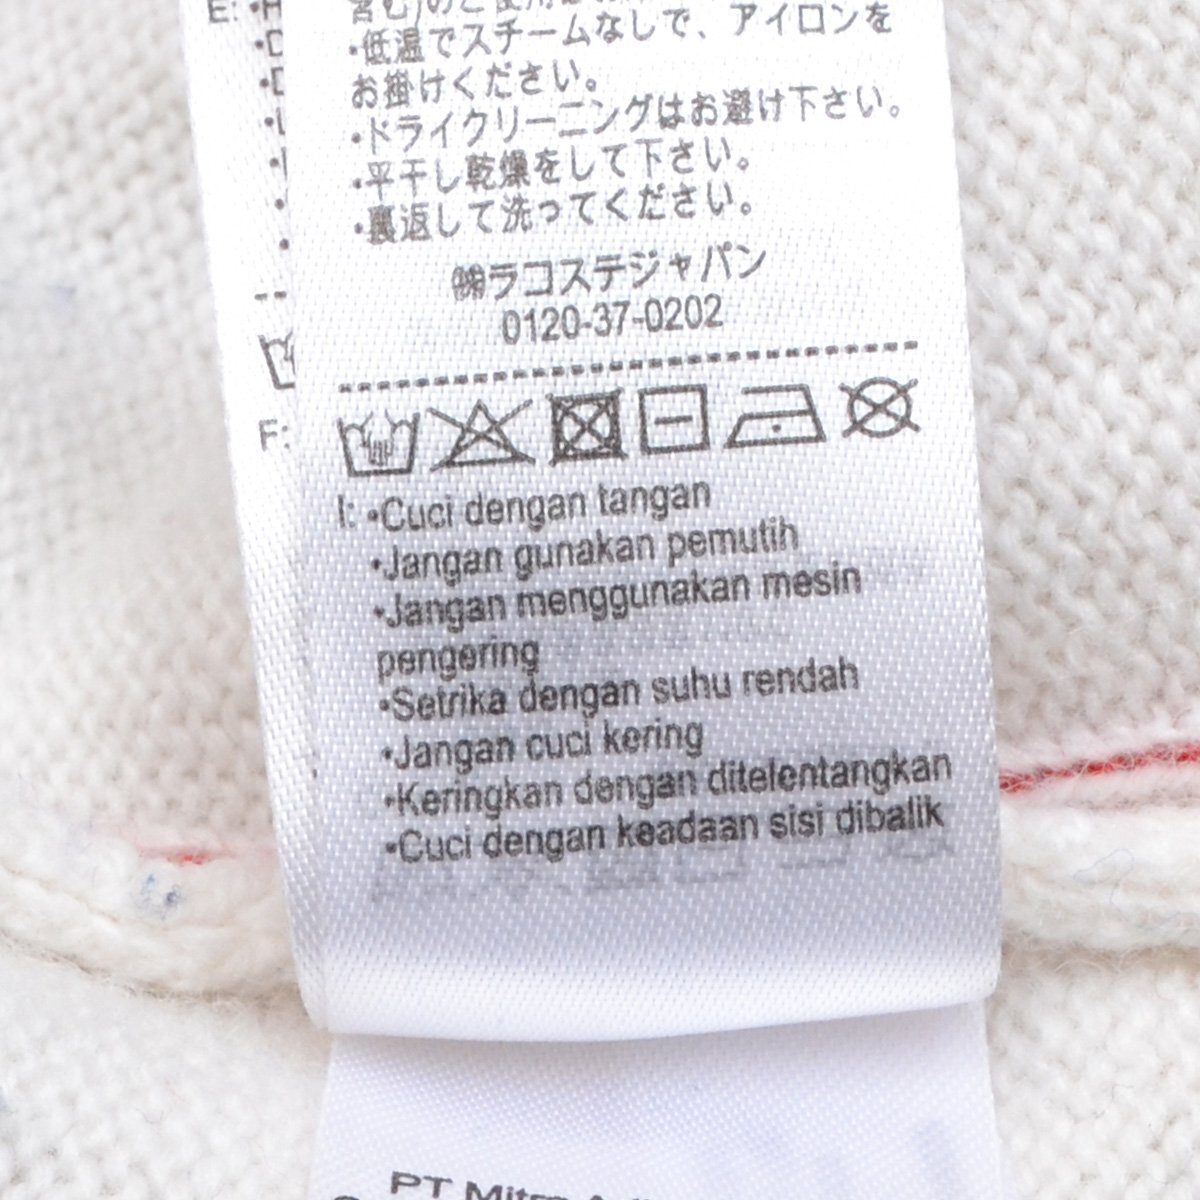 E: •H
•D
•D
含む)のご使用は
•低温でスチームなしで、アイロンを
お掛けください。
•ドライクリーニングはお避け下さい。
•平干し乾燥をして下さい。
•裏返して洗ってください。
㈱ラコステジャパン
0120-37-0202
F:
I: •Cuci dengan tangan
•Jangan gunakan pemutih
•Jangan menggunakan mesin
pengering
•Setrika dengan suhu rendah
•Jangan cuci kering
•Keringkan dengan ditelentangkan
•Cuci dengan keadaan sisi dibalik
PT Mitra